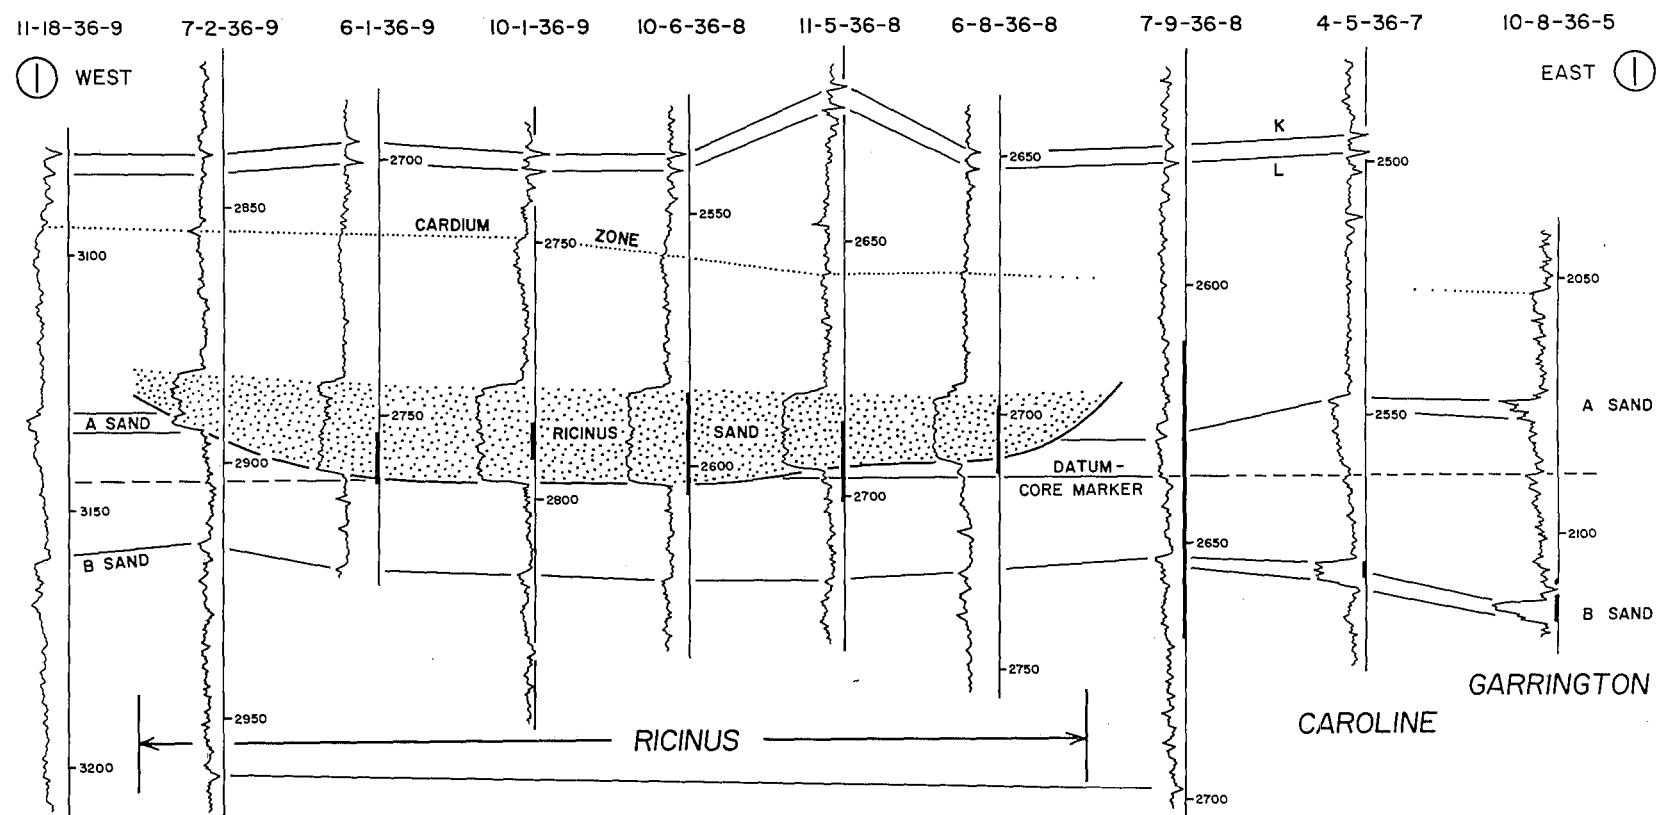 11-18-36-9 7-2-36-9 6-1-36-9 10-1-36-9 10-6-36-8 11-5-36-8 6-8-36-8 7-9-36-8 4-5-36-7 10-8-36-5
1 WEST EAST 1
K
L
2700 2650 2500
2850 2550
CARDIUM ZONE
3100 2750 2650 2600 2050
A SAND RICINUS SAND 2750 2700 2550 A SAND
2900 2600 DATUM-
CORE MARKER
3150 2800 2700 2100
B SAND 2650 B SAND
2750
GARRINGTON
2950 RICINUS CAROLINE
3200 2700